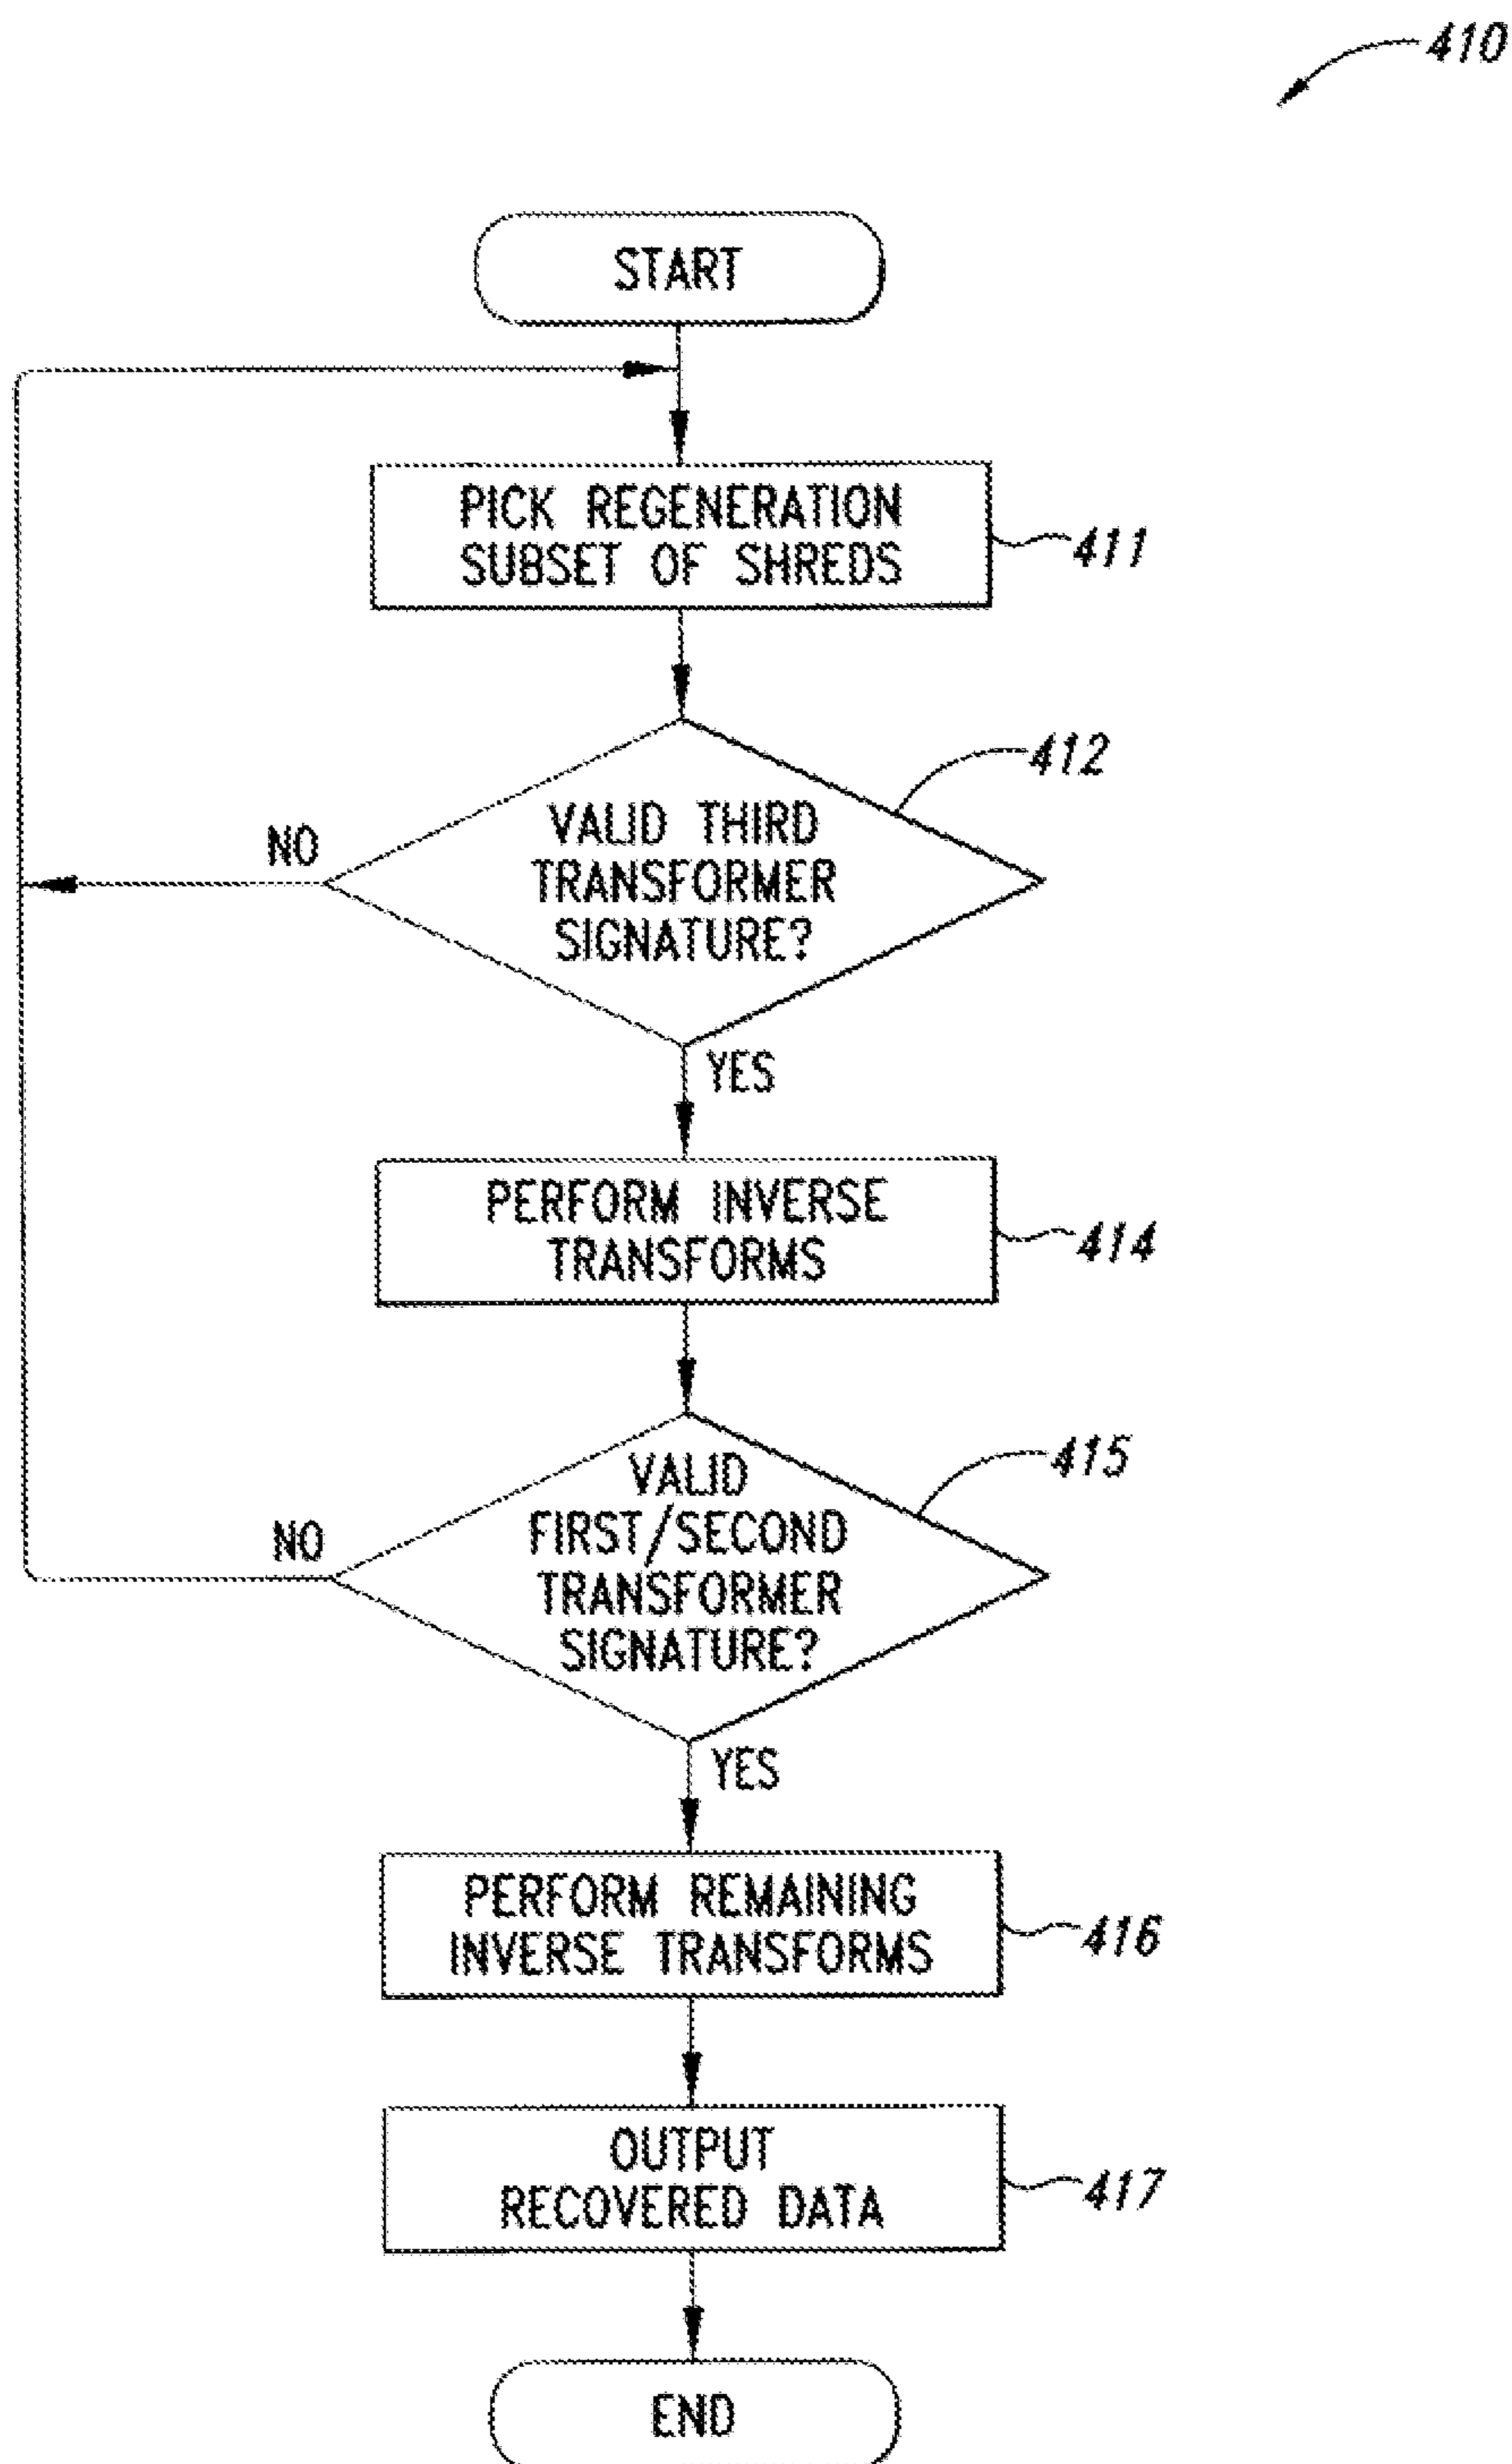 410
START
PICK REGENERATION
SUBSET OF SHREDS
411
412
VALID THIRD
TRANSFORMER
SIGNATURE?
NO
YES
PERFORM INVERSE
TRANSFORMS
414
415
VALID
FIRST/SECOND
TRANSFORMER
SIGNATURE?
NO
YES
PERFORM REMAINING
INVERSE TRANSFORMS
416
OUTPUT
RECOVERED DATA
417
END